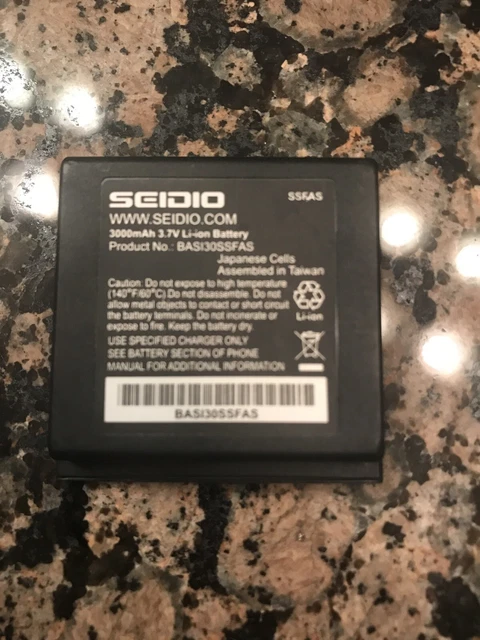 SEIDIO
SSFAS
WWW.SEIDIO.COM
3000mAh 3.7V Li-ion Battery
Product No.: BASI30SSFAS
Japanese Cells
Assembled in Taiwan
Caution: Do not expose to high temperature
(140°F/60°C) Do not disassemble. Do not
allow metal objects to contact or short circuit
the battery terminals. Do not incinerate or
expose to fire. Keep the battery dry.
Li-ion
USE SPECIFIED CHARGER ONLY
SEE BATTERY SECTION OF PHONE
MANUAL FOR ADDITIONAL INFORMATION
BASI30SSFAS